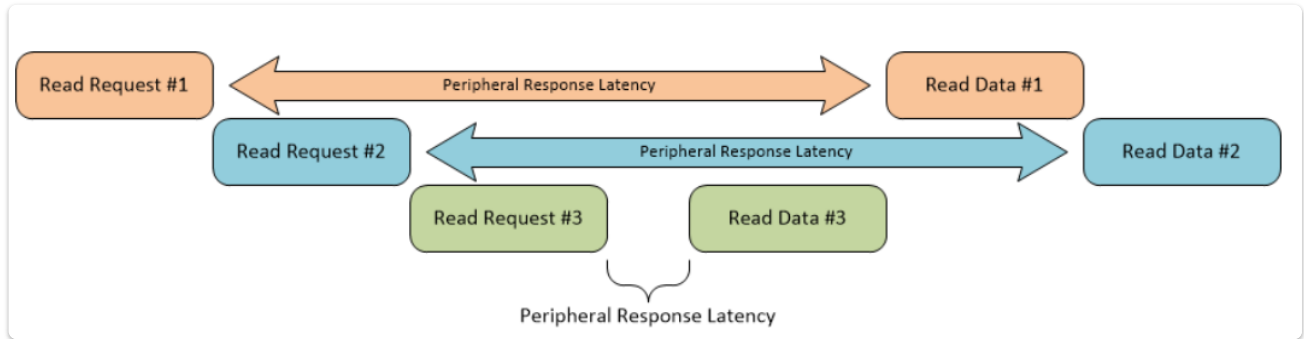 Read Request #1
Peripheral Response Latency
Read Data #1
Read Request #2
Peripheral Response Latency
Read Data #2
Read Request #3
Read Data #3
Peripheral Response Latency